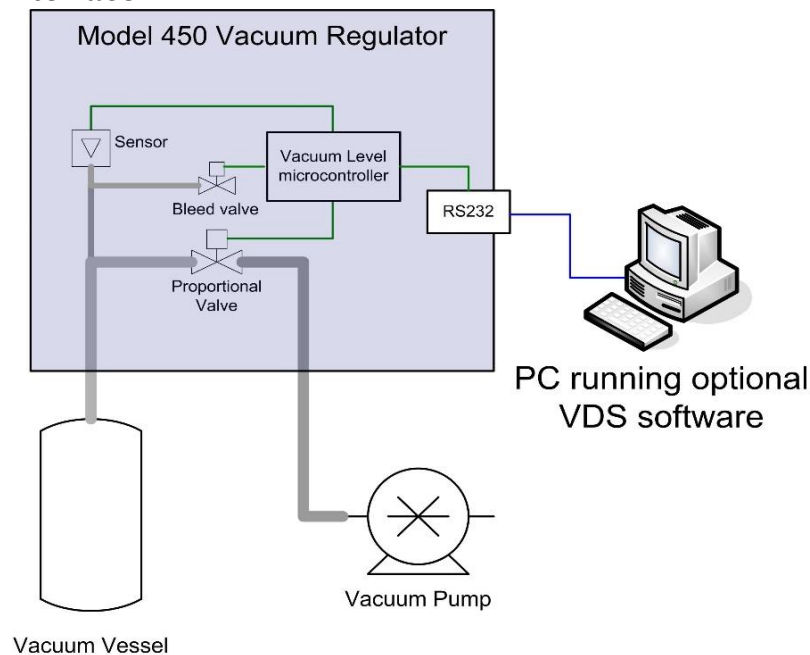 Model 450 Vacuum Regulator
Sensor
Vacuum Level
microcontroller
Bleed valve
RS232
Proportional
Valve
PC running optional
VDS software
Vacuum Pump
Vacuum Vessel